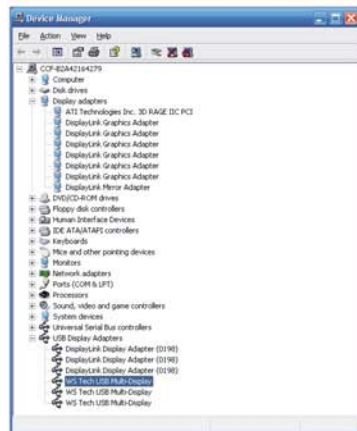 Device Manager
File Action View Help
CCF-B2A42164279
Computer
Disk drives
Display adapters
ATI Technologies Inc. 3D RAGE IIC PCI
DisplayLink Graphics Adapter
DisplayLink Graphics Adapter
DisplayLink Graphics Adapter
DisplayLink Graphics Adapter
DisplayLink Graphics Adapter
DisplayLink Mirror Adapter
DVD/CD-ROM drives
Floppy disk controllers
Human Interface Devices
IDE ATA/ATAPI controllers
Keyboards
Mice and other pointing devices
Monitors
Network adapters
Ports (COM & LPT)
Processors
Sound, video and game controllers
System devices
Universal Serial Bus controllers
USB Display Adapters
DisplayLink Display Adapter (0198)
DisplayLink Display Adapter (0198)
DisplayLink Display Adapter (0198)
WS Tech USB Multi-Display
WS Tech USB Multi-Display
WS Tech USB Multi-Display